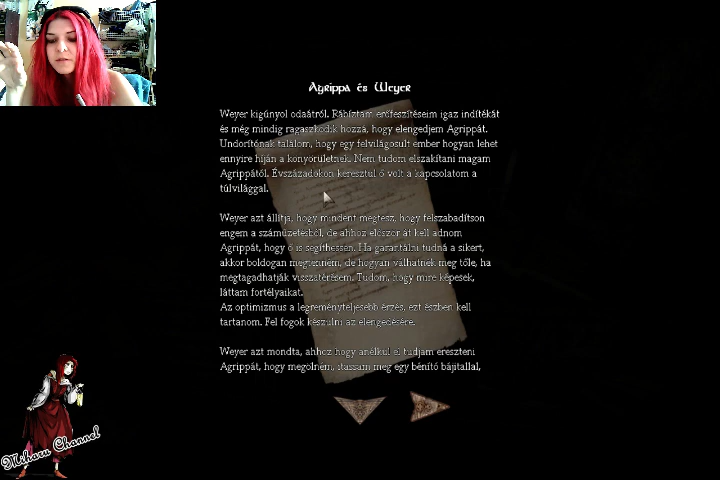 Agrippa és Weyer
Weyer kigúnyol odaátról. Rábíztam erőfeszítéseim igaz indítékát
és még mindig ragaszkodik hozzá, hogy elengedjem Agrippát.
Undorítónak találom, hogy egy felvilágosult ember hogyan lehet
ennyire híján a könyörületnek. Nem tudom elszakítani magam
Agrippától. Évszázadokon keresztül ő volt a kapcsolatom a
túlvilággal.
Weyer azt állítja, hogy mindent megtesz, hogy felszabadítson
engem a száműzetésből, de ahhoz először át kell adnom
Agrippát, hogy ő is segíthessen. Ha garantálni tudná a sikert,
akkor boldogan megtenném, de hogyan válhatnék meg tőle, ha
megtagadhatják visszatérésem. Tudom, hogy mire képesek,
láttam fortélyaikat.
Az optimizmus a legreményteljesebb érzés, ezt észben kell
tartanom. Fel fogok készülni az elengedésére.
Weyer azt mondta, ahhoz hogy anélkül el tudjam ereszteni
Agrippát, hogy megölném, itassam meg egy bénító bájitallal,
Miharu Channel